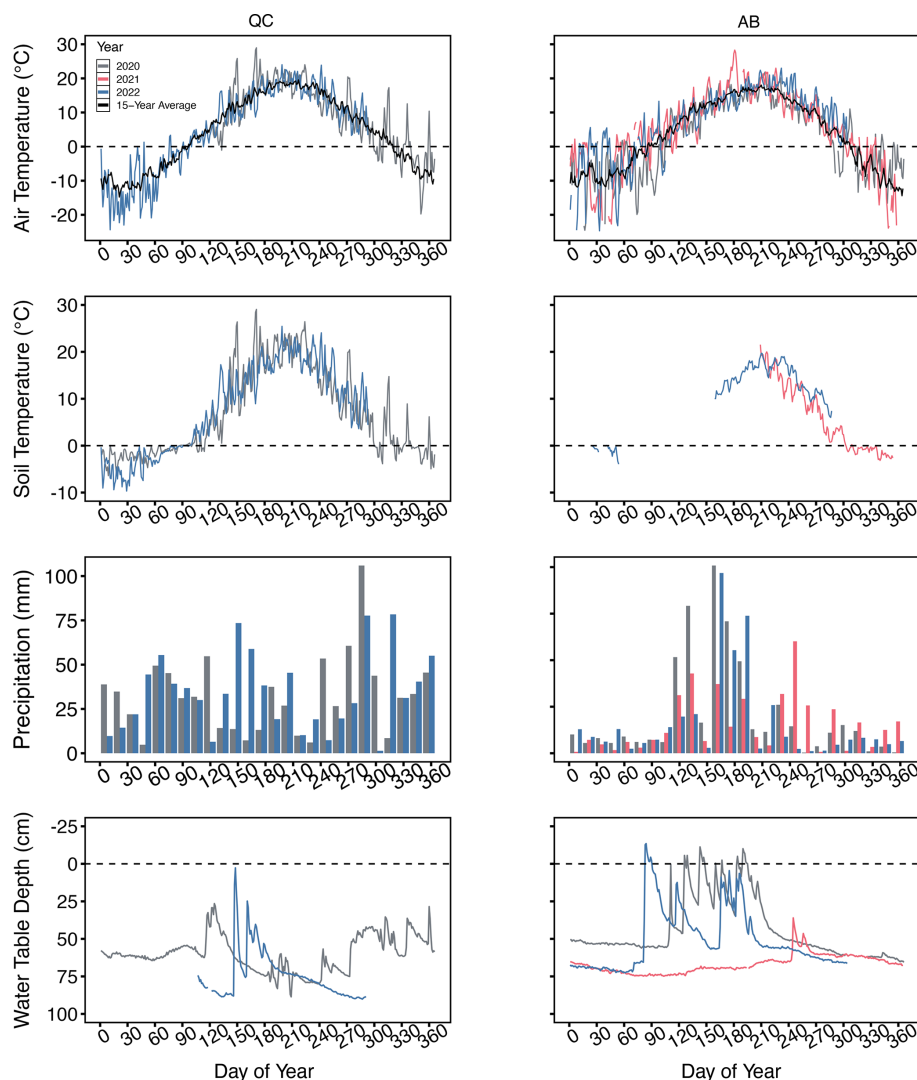 QC
AB
Air Temperature (°C)
30
20
10
0
-10
-20
Year
2020
2021
2022
15−Year Average
0 30 60 90 120 150 180 210 240 270 300 330 360
0 30 60 90 120 150 180 210 240 270 300 330 360
Soil Temperature (°C)
30
20
10
0
-10
0 30 60 90 120 150 180 210 240 270 300 330 360
0 30 60 90 120 150 180 210 240 270 300 330 360
Precipitation (mm)
100
75
50
25
0
0 30 60 90 120 150 180 210 240 270 300 330 360
0 30 60 90 120 150 180 210 240 270 300 330 360
Water Table Depth (cm)
-25
0
25
50
75
100
0 30 60 90 120 150 180 210 240 270 300 330 360
0 30 60 90 120 150 180 210 240 270 300 330 360
Day of Year
Day of Year